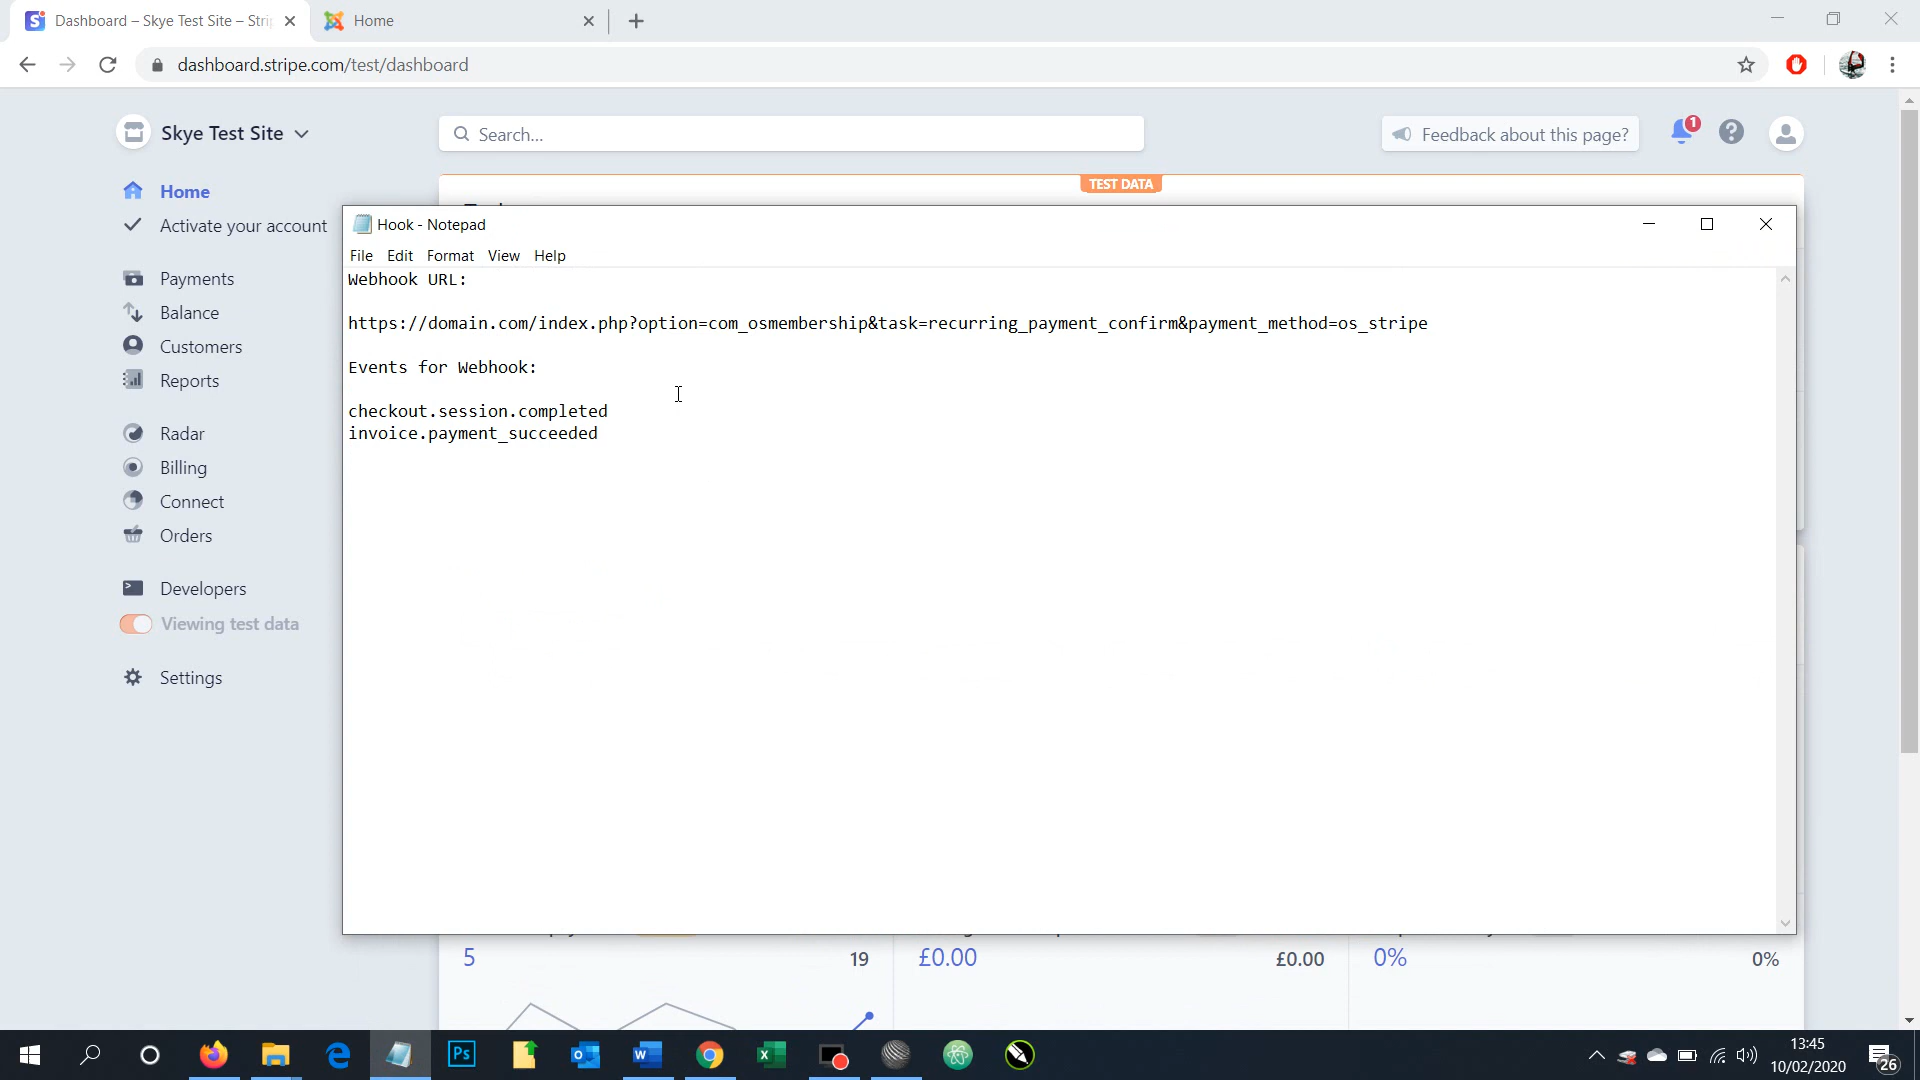 Dashboard – Skye Test Site – Stri
Home
dashboard.stripe.com/test/dashboard
Skye Test Site
Search...
Feedback about this page?
1
TEST DATA
Home
Activate your account
Payments
Balance
Customers
Reports
Radar
Billing
Connect
Orders
Developers
Viewing test data
Settings
Hook - Notepad
File Edit Format View Help
Webhook URL:
https://domain.com/index.php?option=com_osmembership&task=recurring_payment_confirm&payment_method=os_stripe
Events for Webhook:
checkout.session.completed
invoice.payment_succeeded
5 19 £0.00 £0.00 0% 0%
13:45
10/02/2020
26